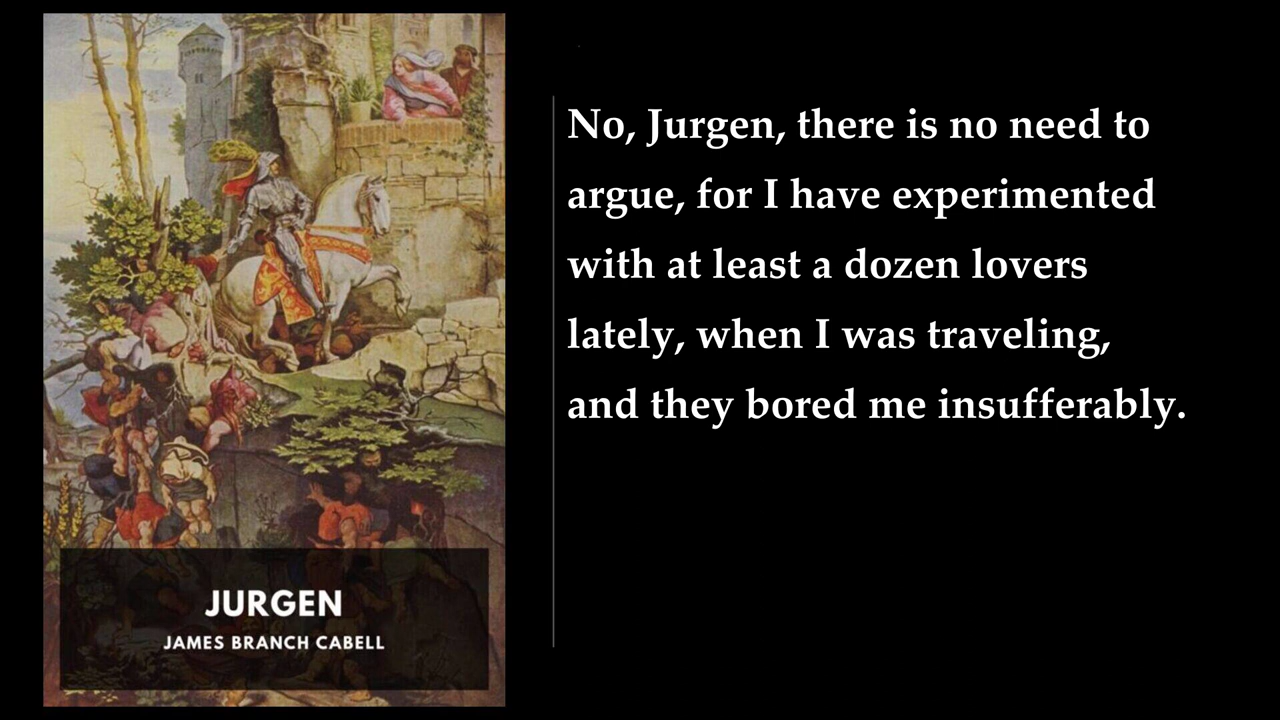 No, Jurgen, there is no need to
argue, for I have experimented
with at least a dozen lovers
lately, when I was traveling,
and they bored me insufferably.
JURGEN
JAMES BRANCH CABELL